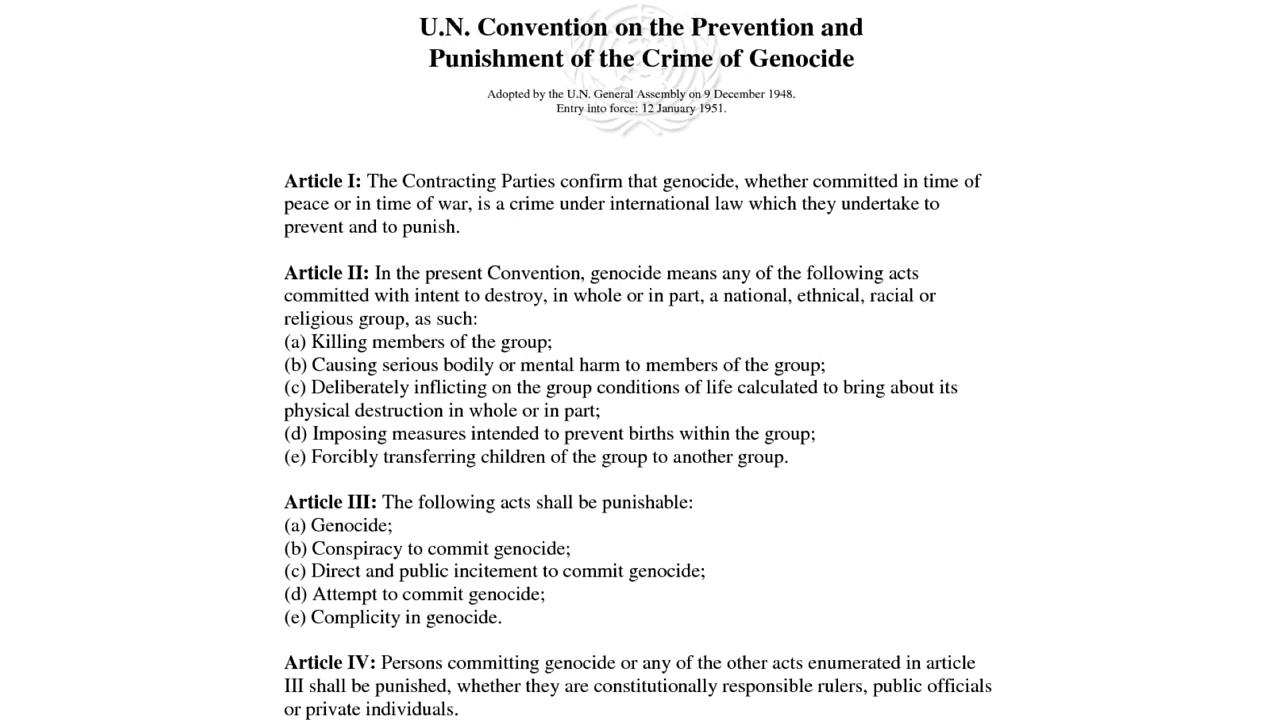 U.N. Convention on the Prevention and
Punishment of the Crime of Genocide
Adopted by the U.N. General Assembly on 9 December 1948.
Entry into force: 12 January 1951.
Article I: The Contracting Parties confirm that genocide, whether committed in time of
peace or in time of war, is a crime under international law which they undertake to
prevent and to punish.
Article II: In the present Convention, genocide means any of the following acts
committed with intent to destroy, in whole or in part, a national, ethnical, racial or
religious group, as such:
(a) Killing members of the group;
(b) Causing serious bodily or mental harm to members of the group;
(c) Deliberately inflicting on the group conditions of life calculated to bring about its
physical destruction in whole or in part;
(d) Imposing measures intended to prevent births within the group;
(e) Forcibly transferring children of the group to another group.
Article III: The following acts shall be punishable:
(a) Genocide;
(b) Conspiracy to commit genocide;
(c) Direct and public incitement to commit genocide;
(d) Attempt to commit genocide;
(e) Complicity in genocide.
Article IV: Persons committing genocide or any of the other acts enumerated in article
III shall be punished, whether they are constitutionally responsible rulers, public officials
or private individuals.